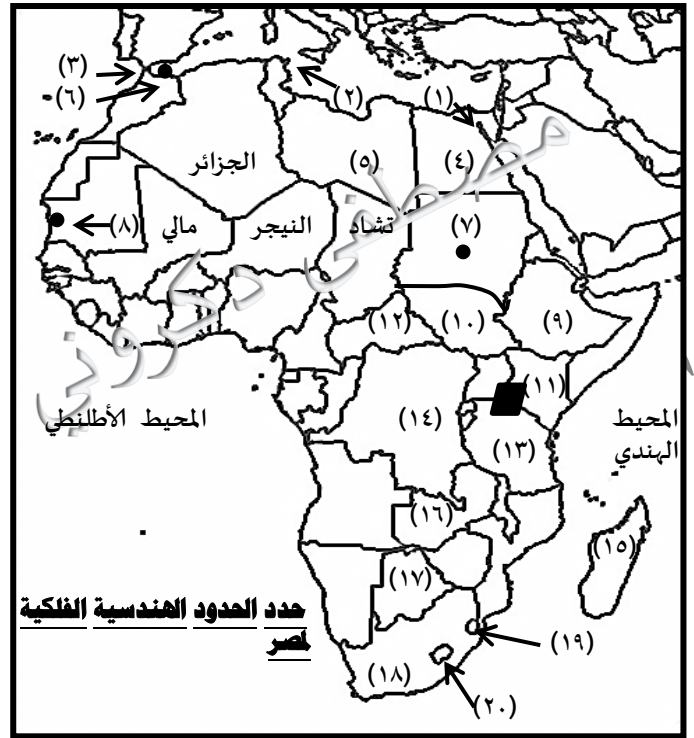 (٣)
(٦)
(٢)
(١)
الجزائر
(٥)
(٤)
(٨)
مالي
النيجر
تشاد
(٧)
مصطفى دكروني
(١٢)
(١٠)
(٩)
(١١)
المحيط الأطلنطي
(١٤)
(١٣)
المحيط
الهندي
(١٦)
(١٥)
(١٧)
حدد الحدود الهندسية الفلكية
لمصر
(١٨)
(١٩)
(٢٠)